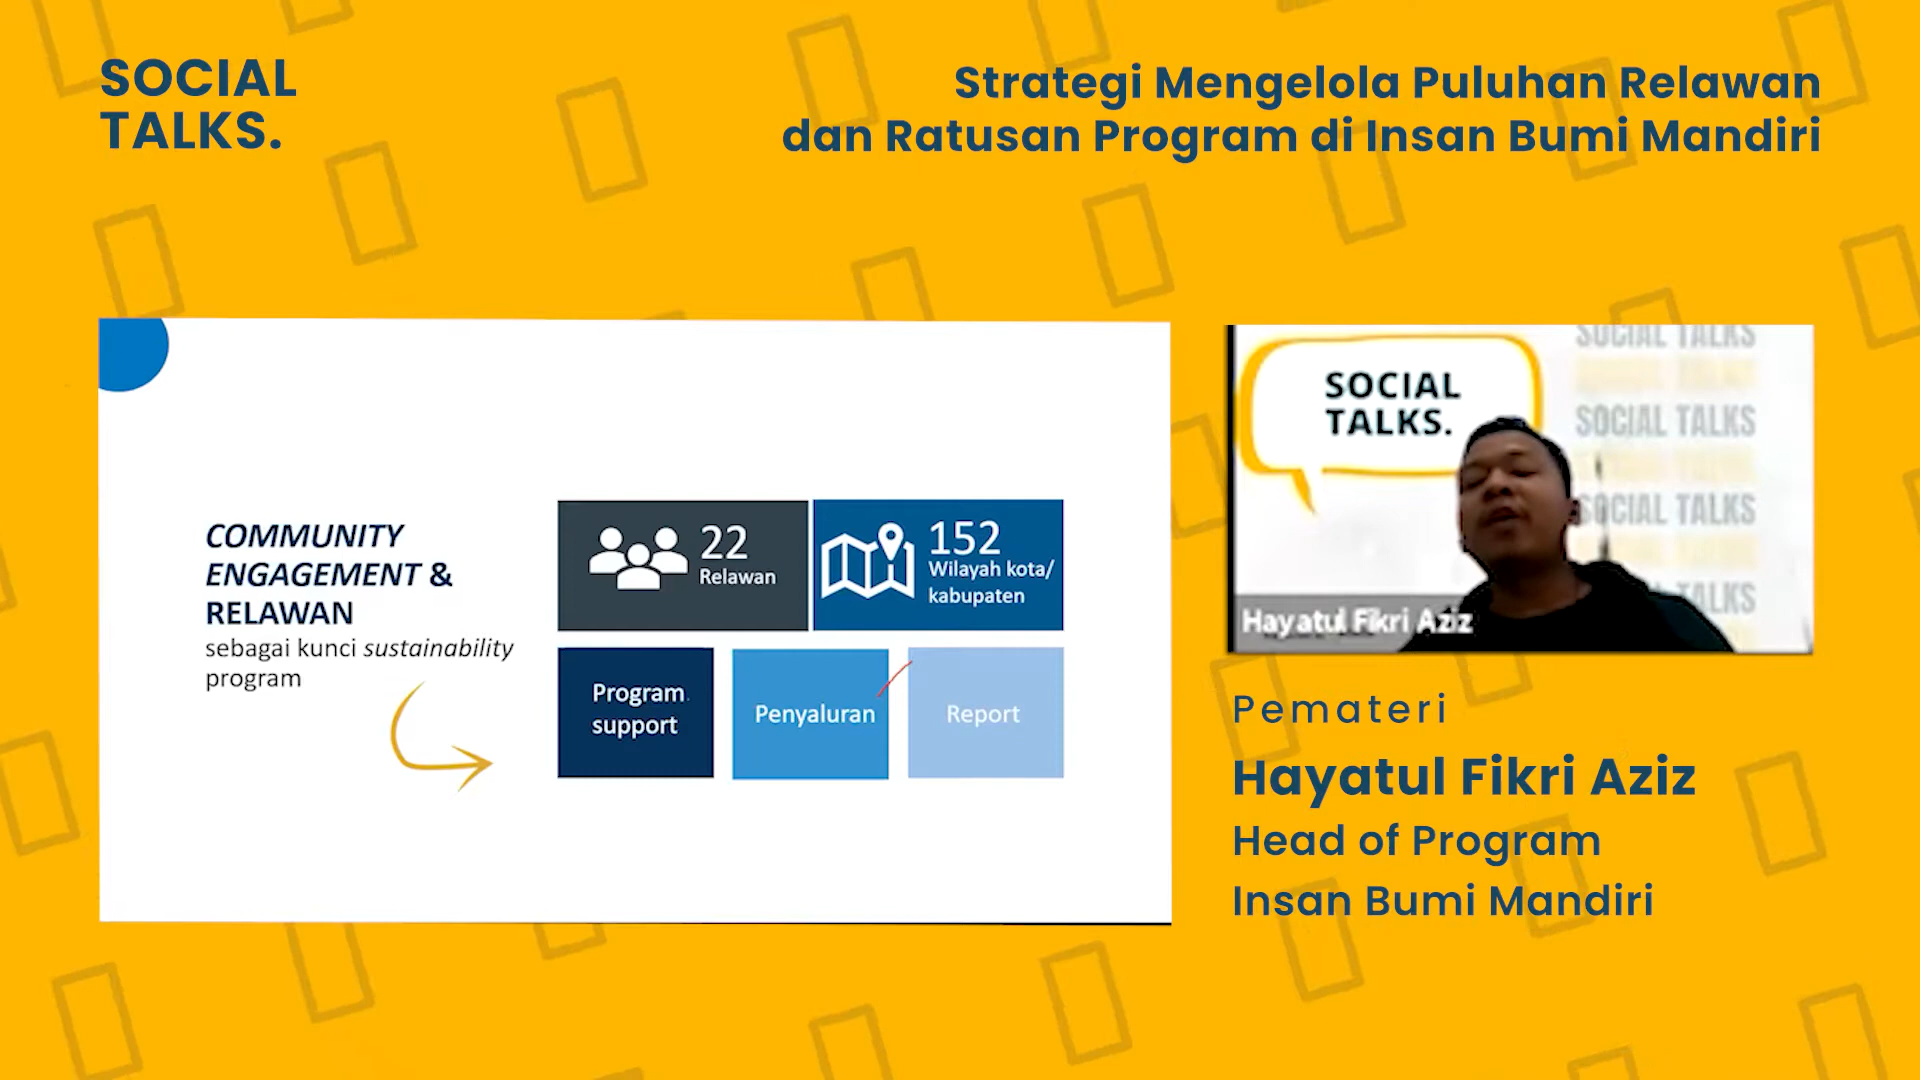 SOCIAL
TALKS.
Strategi Mengelola Puluhan Relawan
dan Ratusan Program di Insan Bumi Mandiri
COMMUNITY
ENGAGEMENT &
RELAWAN
sebagai kunci sustainability
program
22
Relawan
152
Wilayah kota/
kabupaten
Program
support
Penyaluran
Report
SOCIAL
TALKS.
SOCIAL TALKS
SOCIAL TALKS
SOCIAL TALKS
TALKS
Hayatul Fikri Aziz
Pemateri
Hayatul Fikri Aziz
Head of Program
Insan Bumi Mandiri